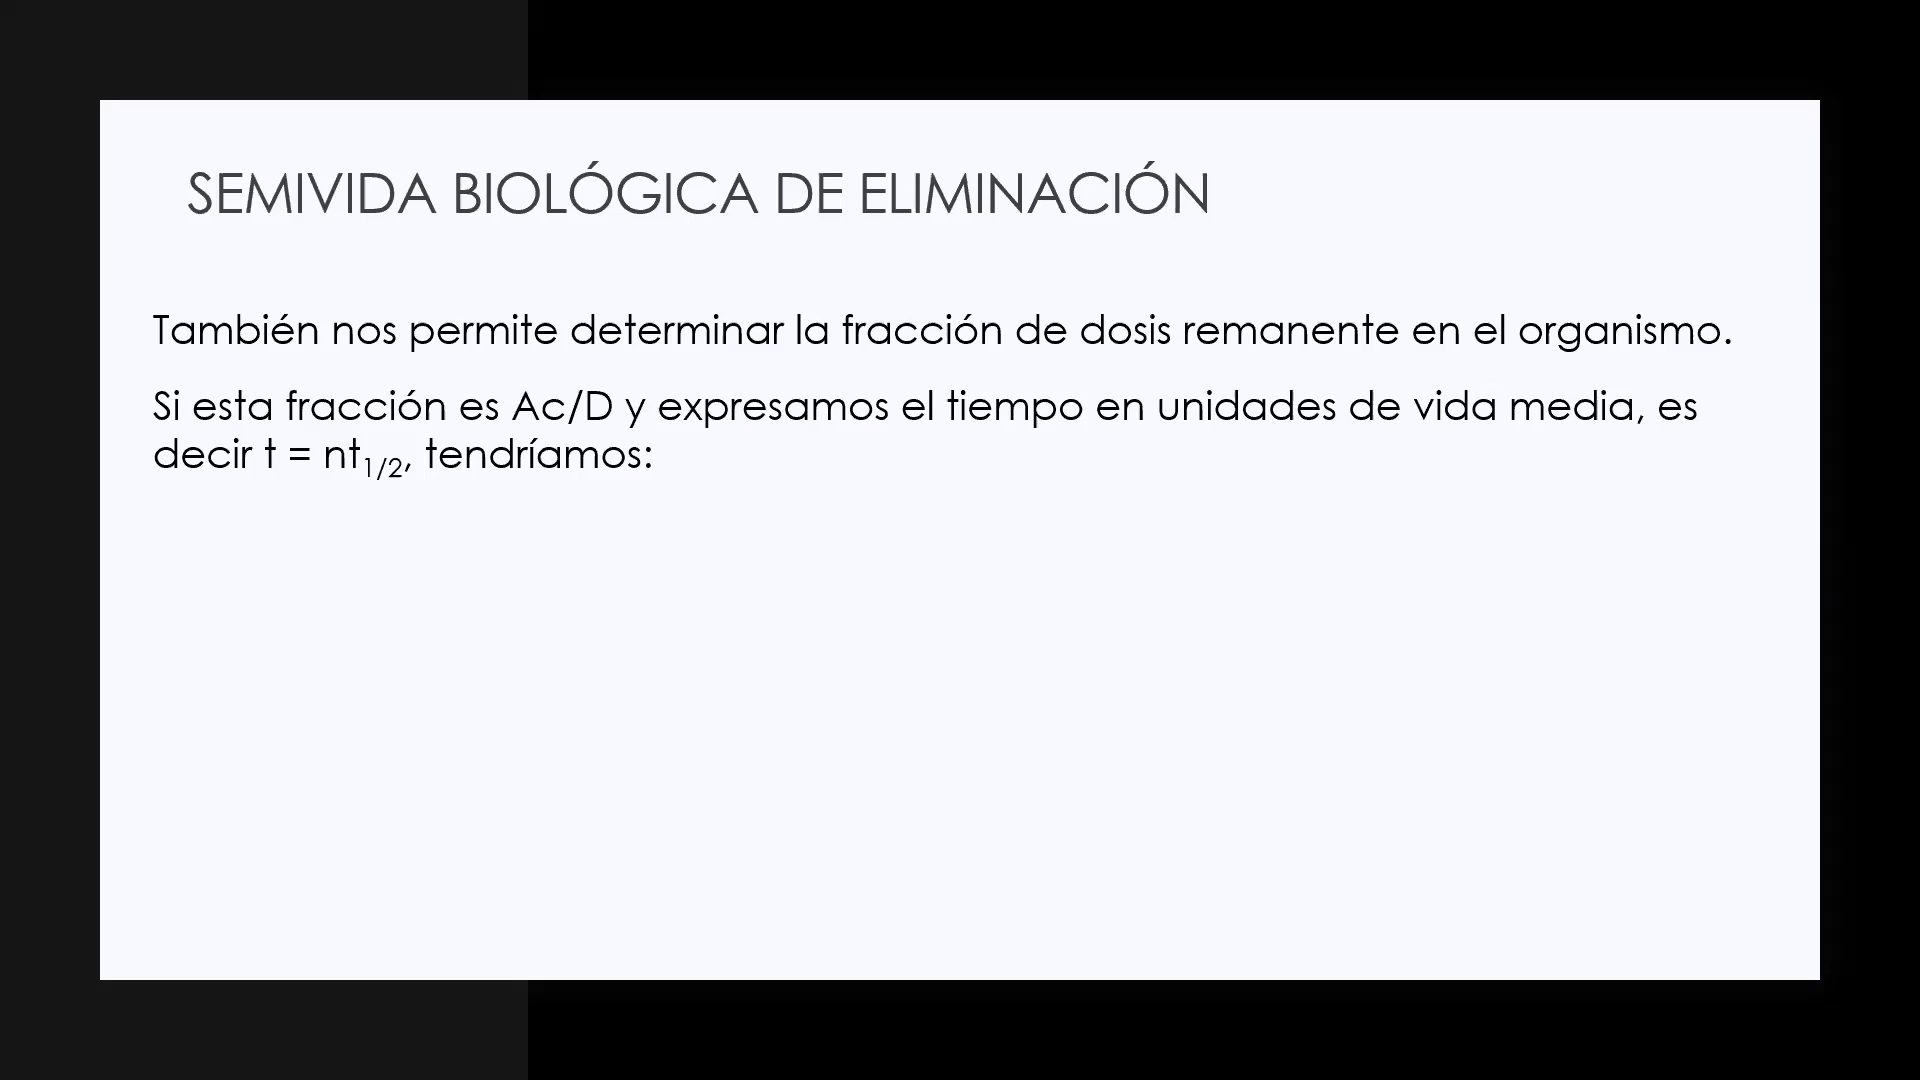 SEMIVIDA BIOLÓGICA DE ELIMINACIÓN
También nos permite determinar la fracción de dosis remanente en el organismo.
Si esta fracción es Ac/D y expresamos el tiempo en unidades de vida media, es
decir t = nt1/2, tendríamos: